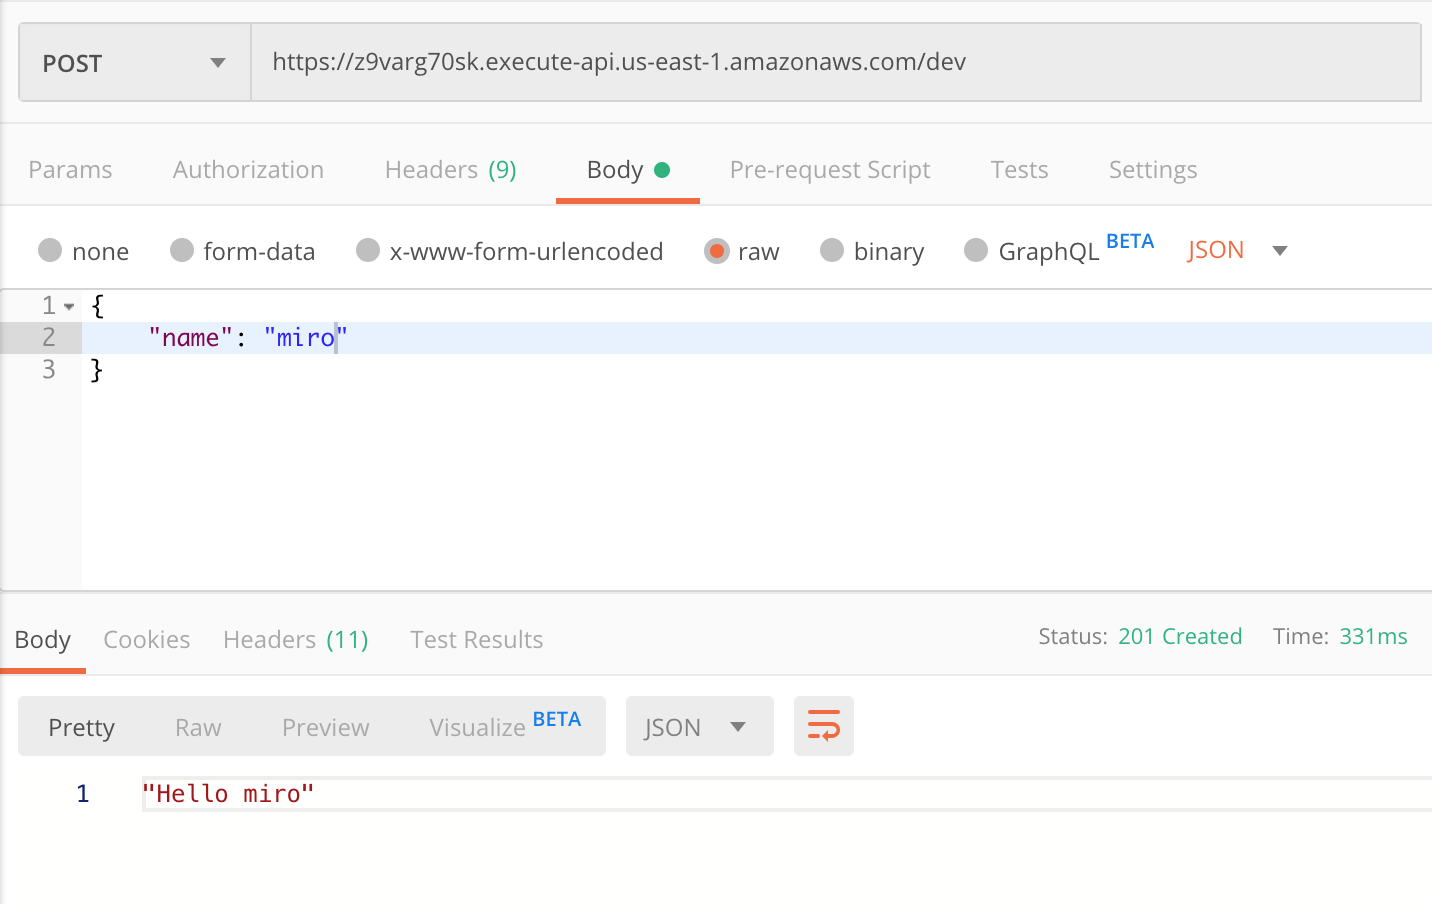 POST https://z9varg70sk.execute-api.us-east-1.amazonaws.com/dev
Params Authorization Headers (9) Body Pre-request Script Tests Settings
none form-data x-www-form-urlencoded raw binary GraphQL BETA JSON
1 {
2 "name": "miro"
3 }
Body Cookies Headers (11) Test Results Status: 201 Created Time: 331ms
Pretty Raw Preview Visualize BETA JSON
1 "Hello miro"